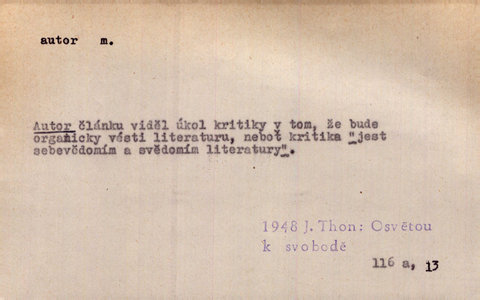 autor m.
Autor článku viděl úkol kritiky v tom, že bude
organicky vésti literaturu, neboť kritika "jest
sebevědomím a svědomím literatury".
1948 J. Thon: Osvětou
k svobodě
116 a, 13